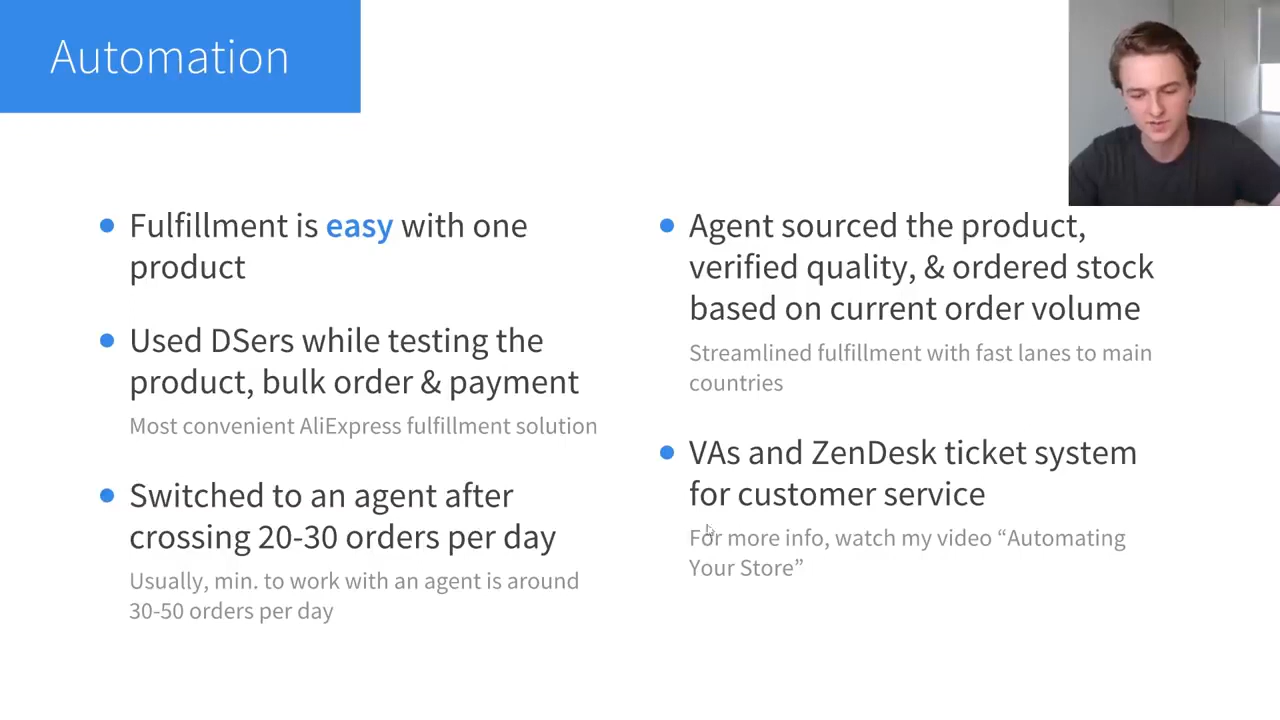 Automation
Fulfillment is easy with one
product
Used DSers while testing the
product, bulk order & payment
Most convenient AliExpress fulfillment solution
Switched to an agent after
crossing 20-30 orders per day
Usually, min. to work with an agent is around
30-50 orders per day
Agent sourced the product,
verified quality, & ordered stock
based on current order volume
Streamlined fulfillment with fast lanes to main
countries
VAs and ZenDesk ticket system
for customer service
For more info, watch my video “Automating
Your Store”